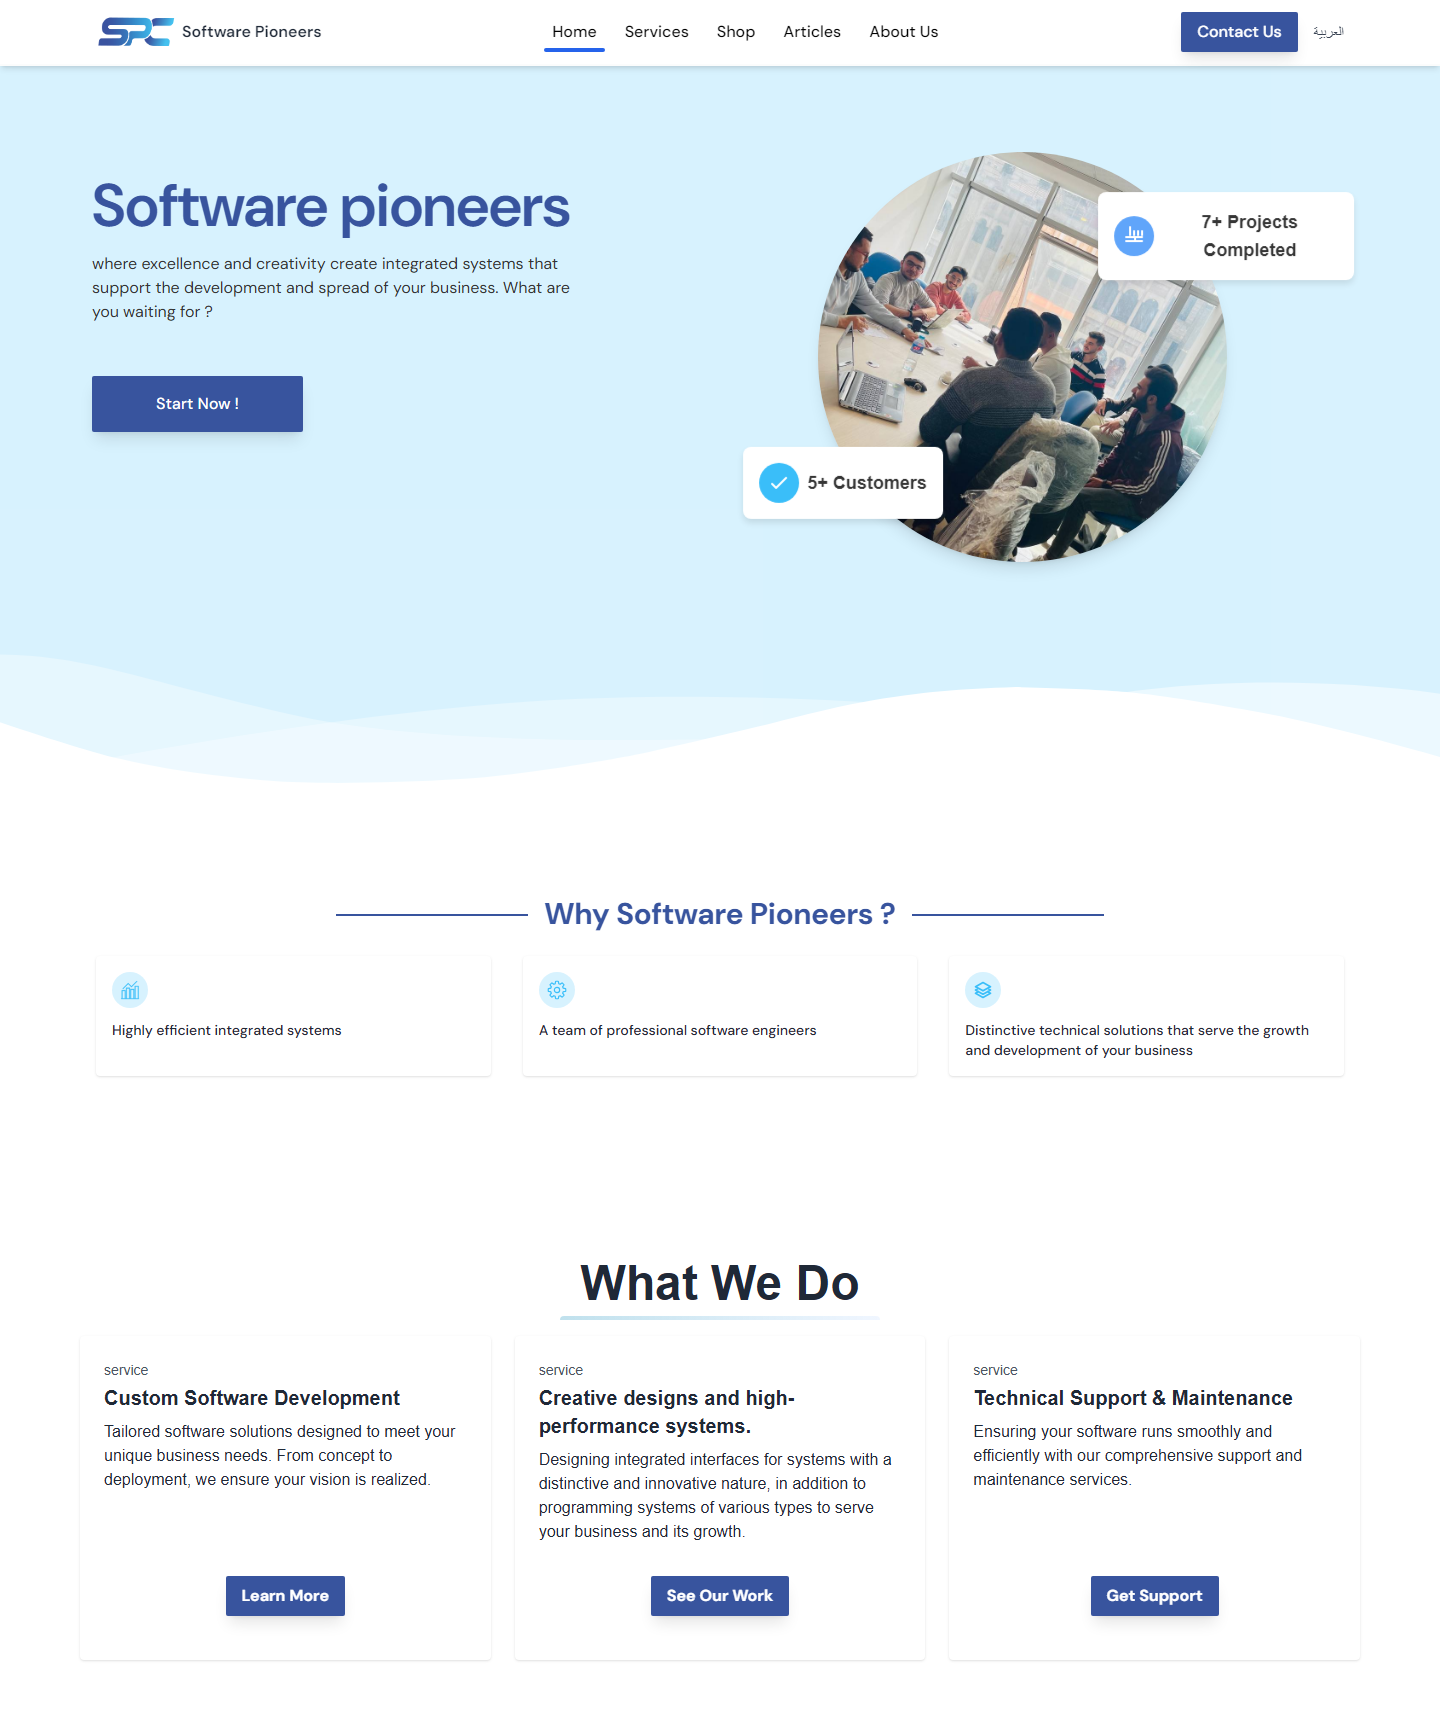 SPC Software Pioneers
Home Services Shop Articles About Us
Contact Us العربية
Software pioneers
where excellence and creativity create integrated systems that
support the development and spread of your business. What are
you waiting for ?
Start Now !
7+ Projects
Completed
5+ Customers
Why Software Pioneers ?
Highly efficient integrated systems
A team of professional software engineers
Distinctive technical solutions that serve the growth
and development of your business
What We Do
service
Custom Software Development
Tailored software solutions designed to meet your
unique business needs. From concept to
deployment, we ensure your vision is realized.
Learn More
service
Creative designs and high-
performance systems.
Designing integrated interfaces for systems with a
distinctive and innovative nature, in addition to
programming systems of various types to serve
your business and its growth.
See Our Work
service
Technical Support & Maintenance
Ensuring your software runs smoothly and
efficiently with our comprehensive support and
maintenance services.
Get Support